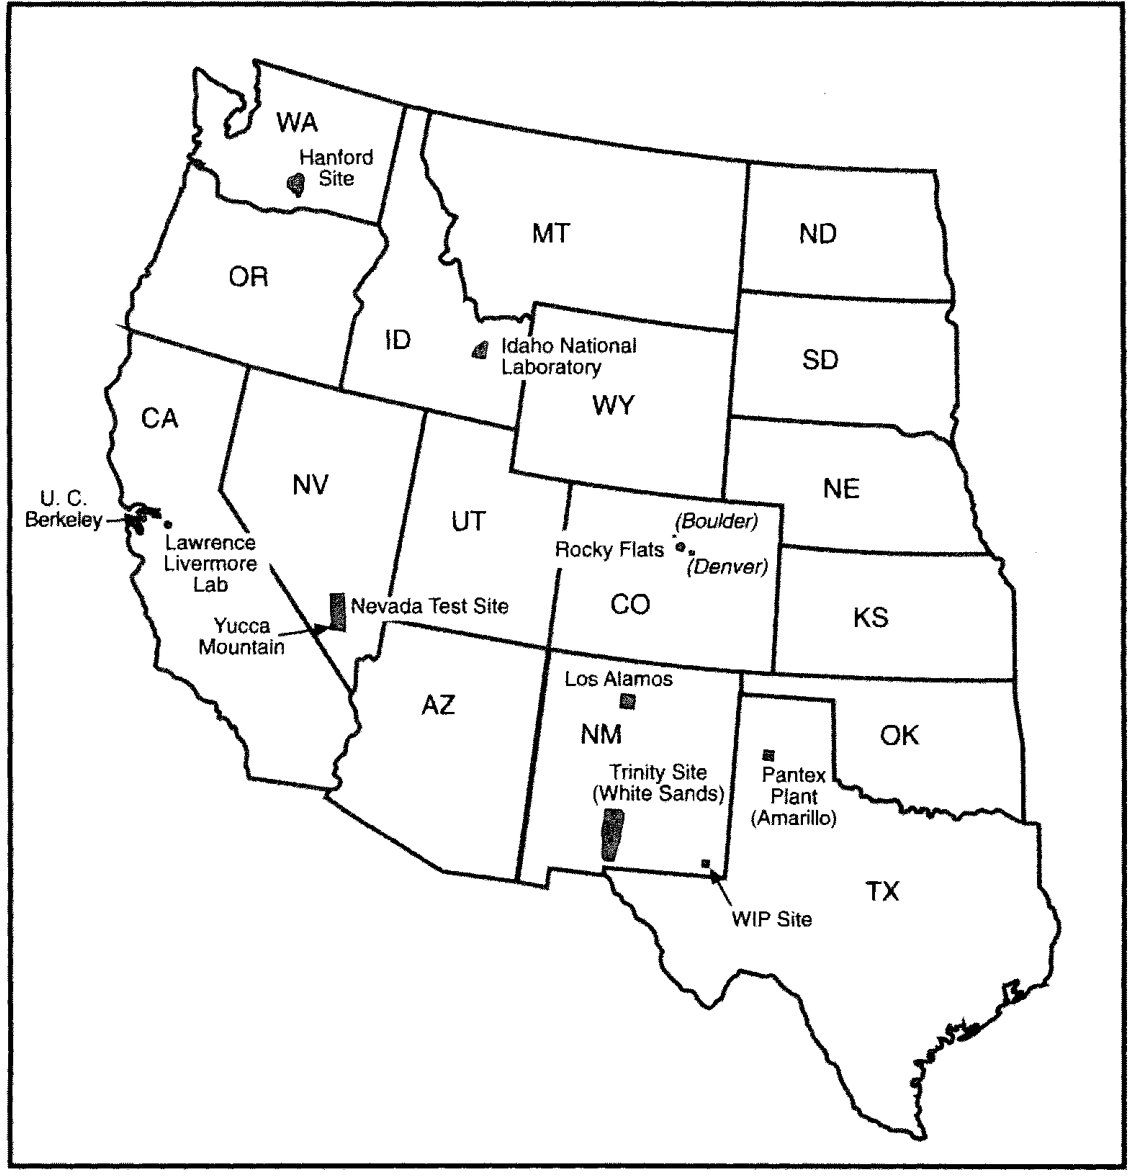 WA
Hanford
Site
MT
ND
OR
ID
Idaho National
Laboratory
SD
WY
CA
NV
NE
U. C.
Berkeley
UT
(Boulder)
Lawrence
Livermore
Lab
Rocky Flats
(Denver)
Nevada Test Site
CO
KS
Yucca
Mountain
Los Alamos
AZ
NM
OK
Trinity Site
(White Sands)
Pantex
Plant
(Amarillo)
TX
WIP Site